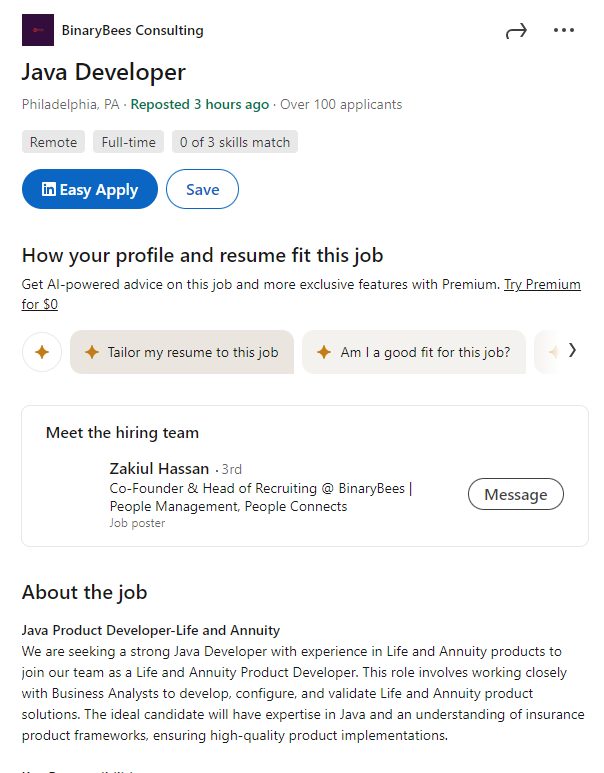 BinaryBees Consulting
Java Developer
Philadelphia, PA · Reposted 3 hours ago · Over 100 applicants
Remote Full-time 0 of 3 skills match
in Easy Apply Save
How your profile and resume fit this job
Get AI-powered advice on this job and more exclusive features with Premium. Try Premium
for $0
Tailor my resume to this job Am I a good fit for this job?
Meet the hiring team
Zakiul Hassan · 3rd
Co-Founder & Head of Recruiting @ BinaryBees |
People Management, People Connects
Job poster
Message
About the job
Java Product Developer-Life and Annuity
We are seeking a strong Java Developer with experience in Life and Annuity products to
join our team as a Life and Annuity Product Developer. This role involves working closely
with Business Analysts to develop, configure, and validate Life and Annuity product
solutions. The ideal candidate will have expertise in Java and an understanding of insurance
product frameworks, ensuring high-quality product implementations.